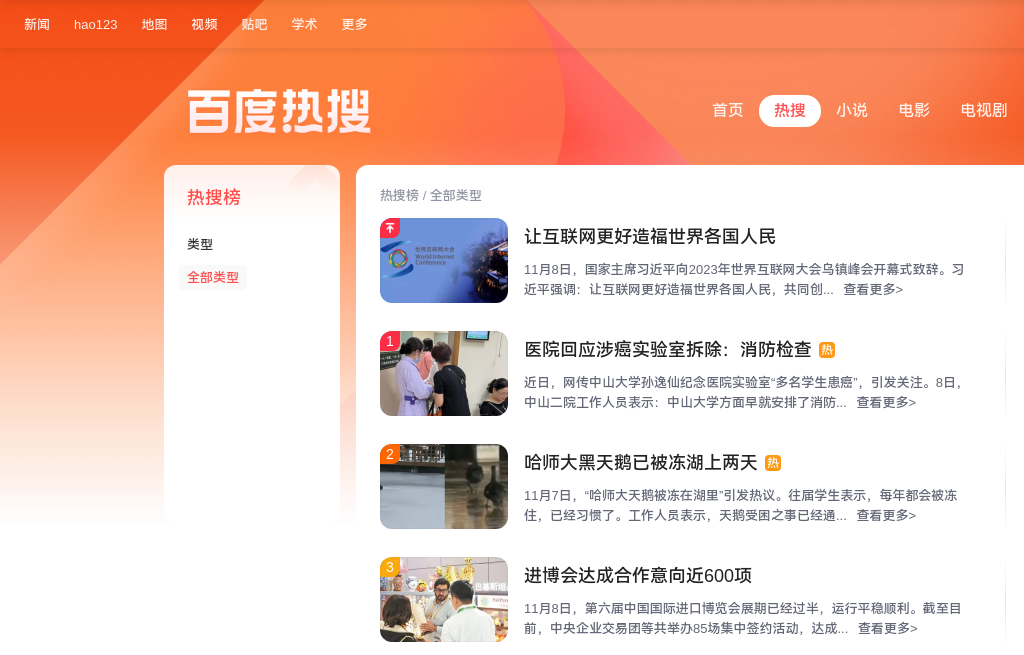 新闻 hao123 地图 视频 贴吧 学术 更多
百度热搜
首页 热搜 小说 电影 电视剧
热搜榜
类型
全部类型
热搜榜 / 全部类型
世界互联网大会
World Internet
Conference
让互联网更好造福世界各国人民
11月8日，国家主席习近平向2023年世界互联网大会乌镇峰会开幕式致辞。习
近平强调：让互联网更好造福世界各国人民，共同创... 查看更多>
1
医院回应涉癌实验室拆除：消防检查 热
近日，网传中山大学孙逸仙纪念医院实验室“多名学生患癌”，引发关注。8日，
中山二院工作人员表示：中山大学方面早就安排了消防... 查看更多>
2
哈师大黑天鹅已被冻湖上两天 热
11月7日，“哈师大天鹅被冻在湖里”引发热议。往届学生表示，每年都会被冻
住，已经习惯了。工作人员表示，天鹅受困之事已经通... 查看更多>
3
进博会达成合作意向近600项
11月8日，第六届中国国际进口博览会展期已经过半，运行平稳顺利。截至目
前，中央企业交易团等共举办85场集中签约活动，达成... 查看更多>